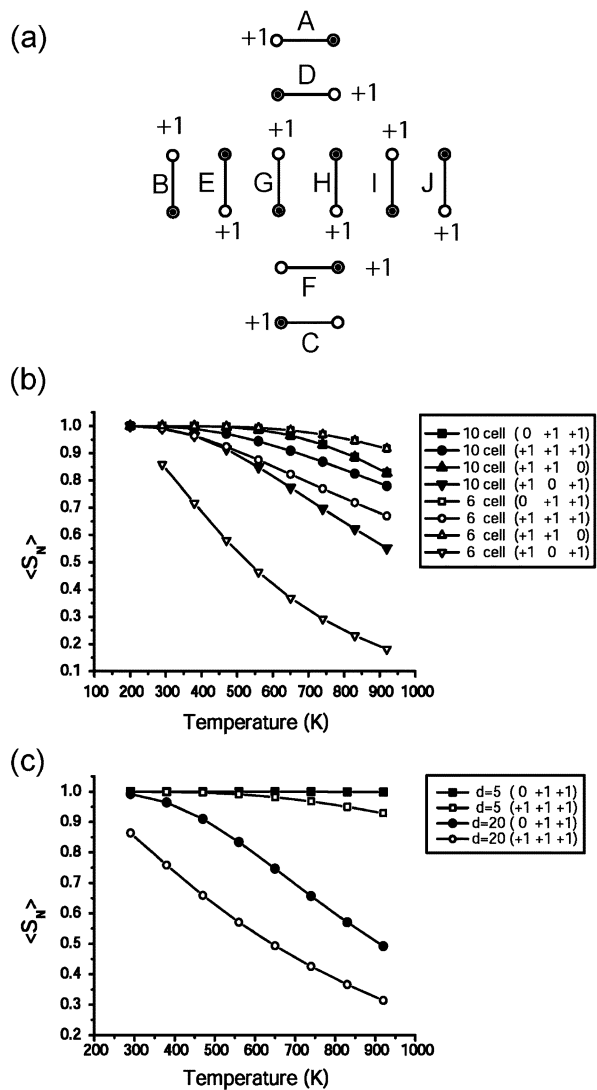 (a)
A
+1
D
+1
+1
+1
+1
B E G H I J
+1
+1
+1
+1
F
+1
C
(b)
1.0
0.9
0.8
0.7
0.6
0.5
0.4
0.3
0.2
0.1
<S_N>
100 200 300 400 500 600 700 800 900 1000
Temperature (K)
10 cell ( 0 +1 +1)
10 cell (+1 +1 +1)
10 cell (+1 +1 0)
10 cell (+1 0 +1)
6 cell ( 0 +1 +1)
6 cell (+1 +1 +1)
6 cell (+1 +1 0)
6 cell (+1 0 +1)
(c)
1.0
0.9
0.8
0.7
0.6
0.5
0.4
0.3
0.2
<S_N>
200 300 400 500 600 700 800 900 1000
Temperature (K)
d=5 ( 0 +1 +1)
d=5 (+1 +1 +1)
d=20 ( 0 +1 +1)
d=20 (+1 +1 +1)